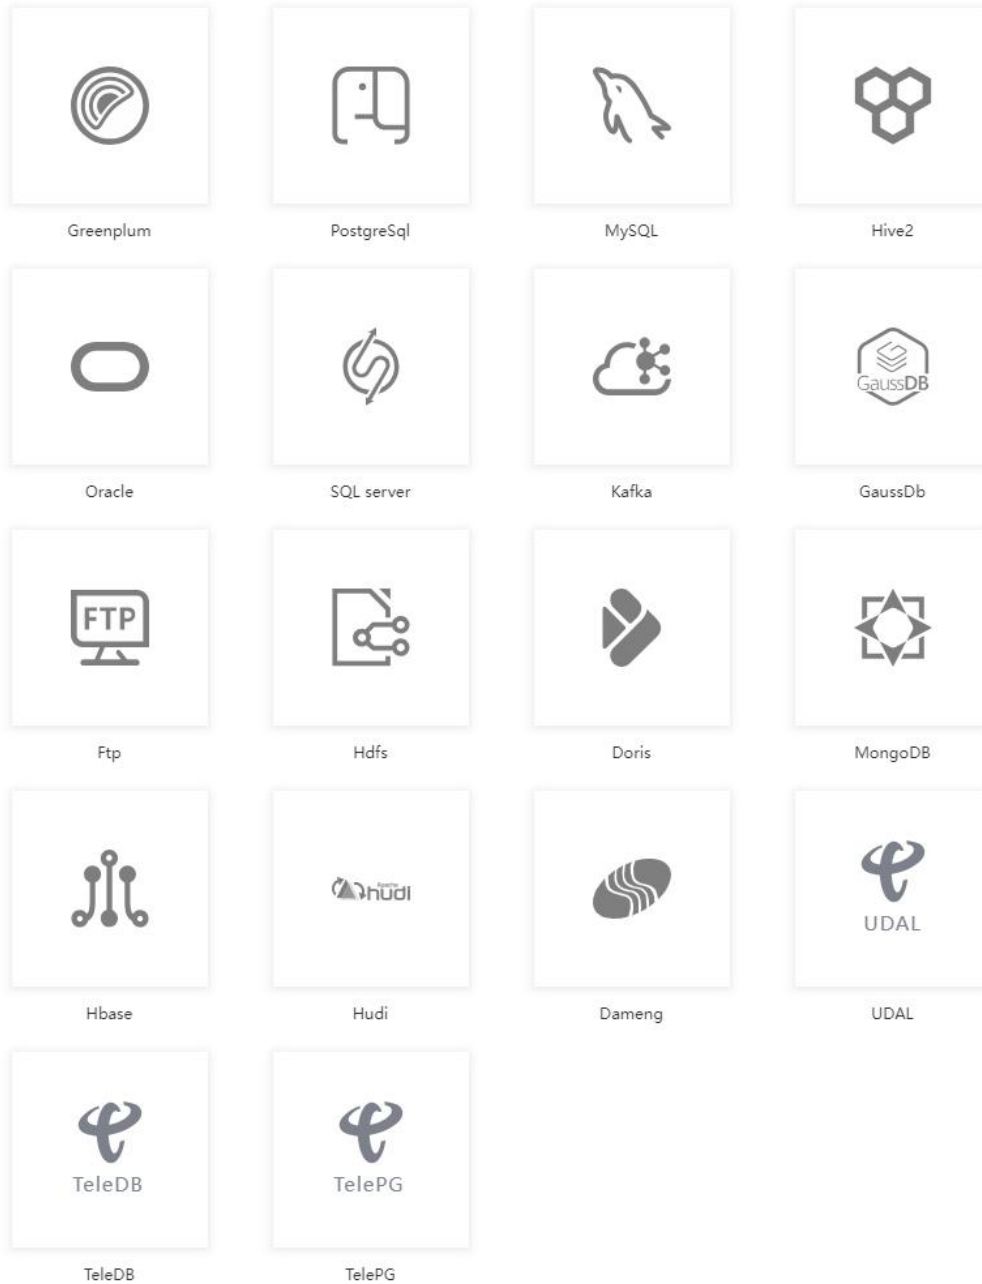 Greenplum
PostgreSql
MySQL
Hive2
GaussDB
Oracle
SQL server
Kafka
GaussDb
FTP
Ftp
Hdfs
Doris
MongoDB
Apache
hudi
UDAL
Hbase
Hudi
Dameng
UDAL
TeleDB
TelePG
TeleDB
TelePG